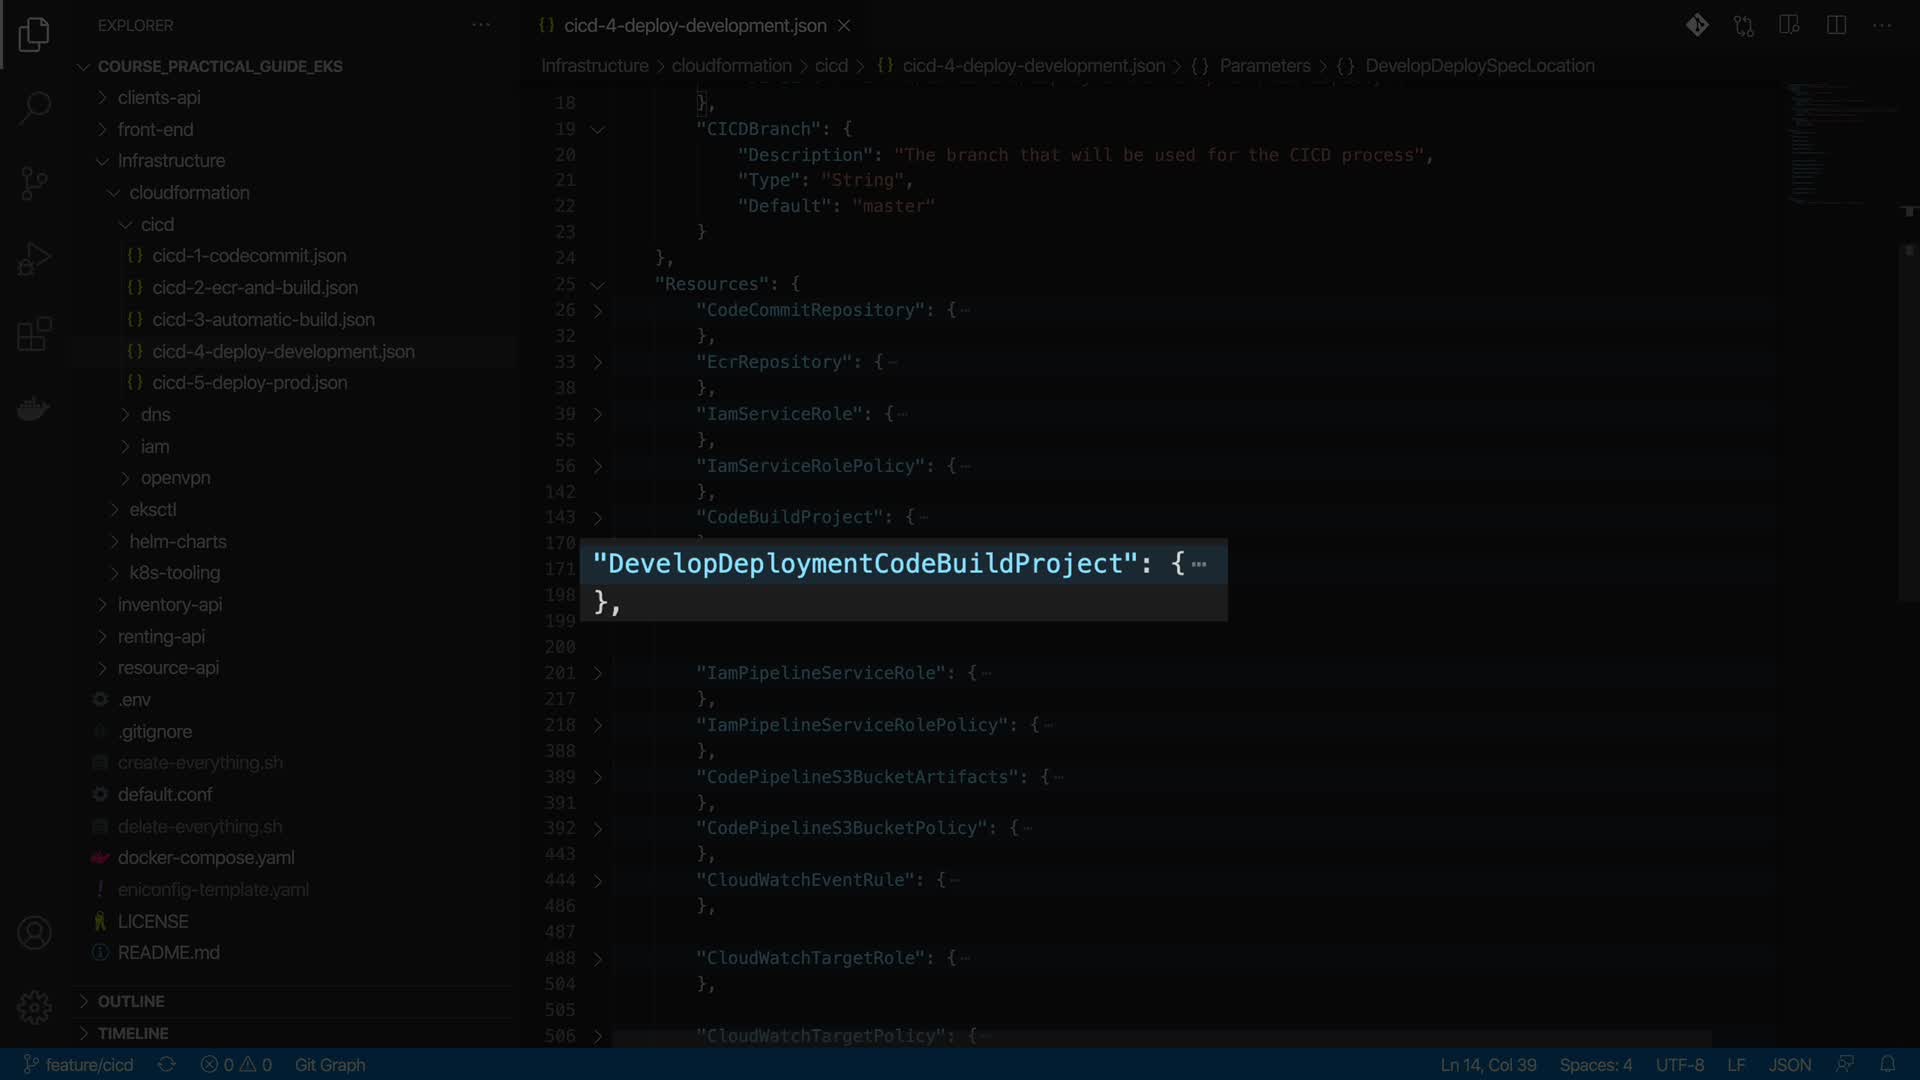 EXPLORER
COURSE_PRACTICAL_GUIDE_EKS
clients-api
front-end
Infrastructure
cloudformation
cicd
{} cicd-1-codecommit.json
{} cicd-2-ecr-and-build.json
{} cicd-3-automatic-build.json
{} cicd-4-deploy-development.json
{} cicd-5-deploy-prod.json
dns
iam
openvpn
eksctl
helm-charts
k8s-tooling
inventory-api
renting-api
resource-api
.env
.gitignore
create-everything.sh
default.conf
delete-everything.sh
docker-compose.yaml
! eniconfig-template.yaml
LICENSE
README.md
OUTLINE
TIMELINE
{} cicd-4-deploy-development.json
Infrastructure > cloudformation > cicd > {} cicd-4-deploy-development.json > {} Parameters > {} DevelopDeploySpecLocation
18 },
19 "CICDBranch": {
20 "Description": "The branch that will be used for the CICD process",
21 "Type": "String",
22 "Default": "master"
23 }
24 },
25 "Resources": {
26 "CodeCommitRepository": {…
32 },
33 "EcrRepository": {…
38 },
39 "IamServiceRole": {…
55 },
56 "IamServiceRolePolicy": {…
142 },
143 "CodeBuildProject": {…
170
171 "DevelopDeploymentCodeBuildProject": {…
198 },
199
200
201 "IamPipelineServiceRole": {…
217 },
218 "IamPipelineServiceRolePolicy": {…
388 },
389 "CodePipelineS3BucketArtifacts": {…
391 },
392 "CodePipelineS3BucketPolicy": {…
443 },
444 "CloudWatchEventRule": {…
486 },
487
488 "CloudWatchTargetRole": {…
504 },
505
506 "CloudWatchTargetPolicy": {…
feature/cicd 0 0 Git Graph Ln 14, Col 39 Spaces: 4 UTF-8 LF JSON